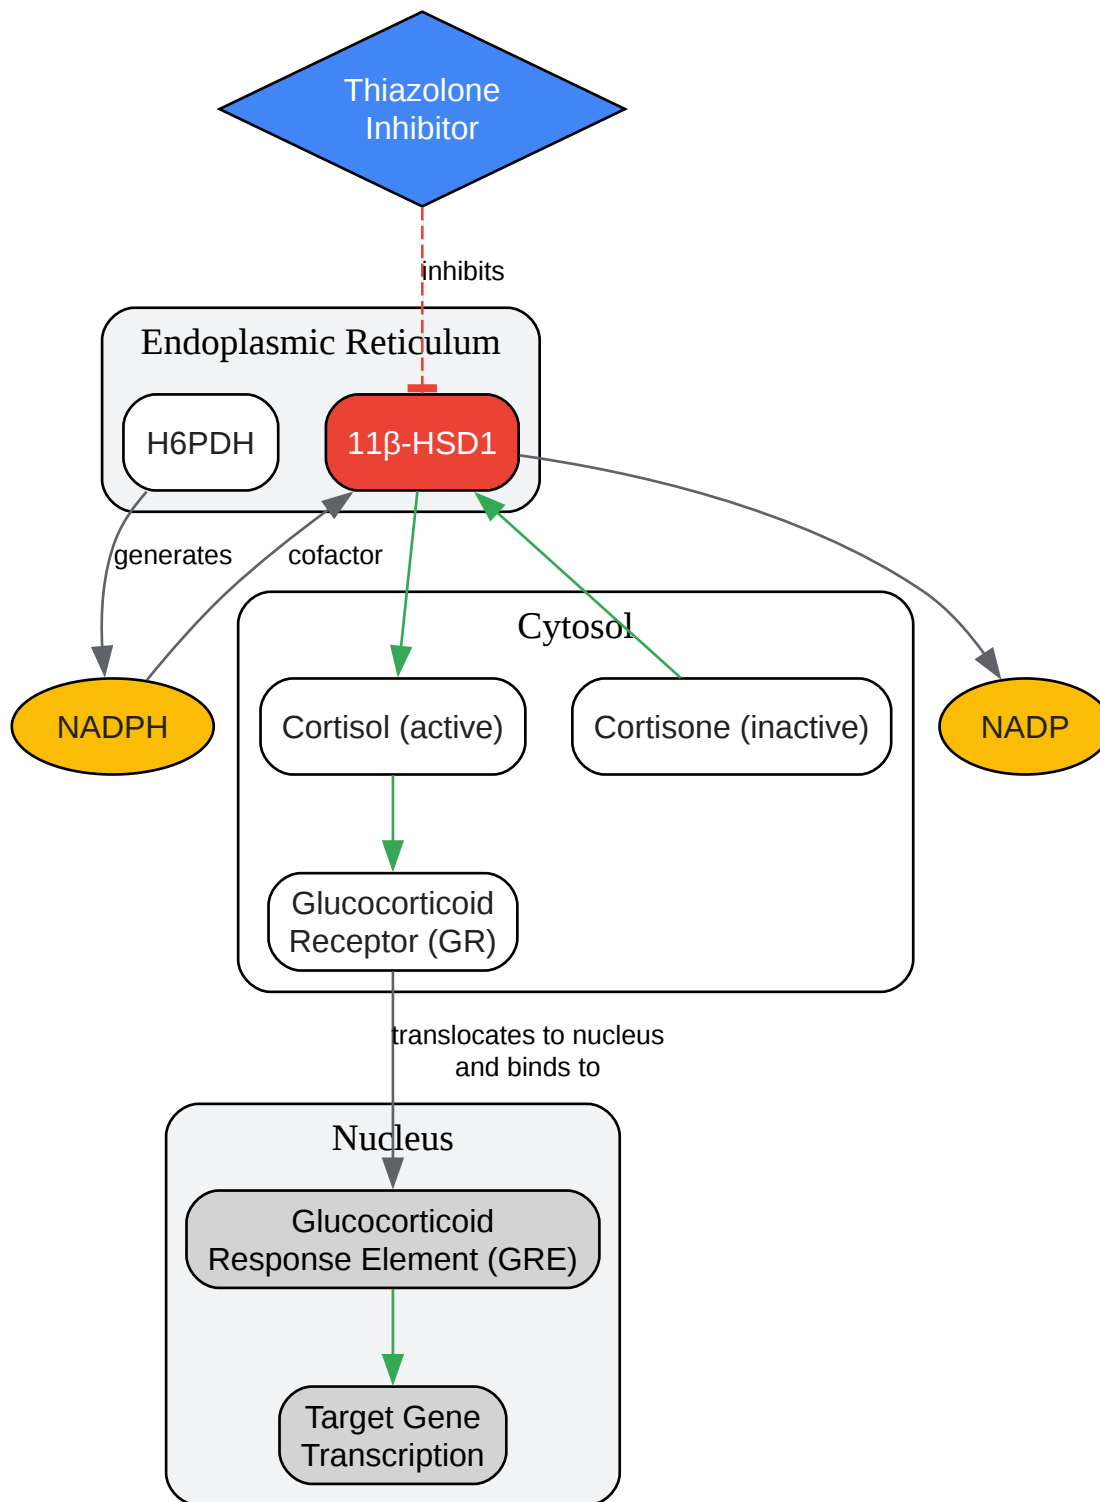 Thiazolone
Inhibitor
inhibits
Endoplasmic Reticulum
H6PDH
11β-HSD1
generates
cofactor
Cytosol
NADPH
Cortisol (active)
Cortisone (inactive)
NADP
Glucocorticoid
Receptor (GR)
translocates to nucleus
and binds to
Nucleus
Glucocorticoid
Response Element (GRE)
Target Gene
Transcription